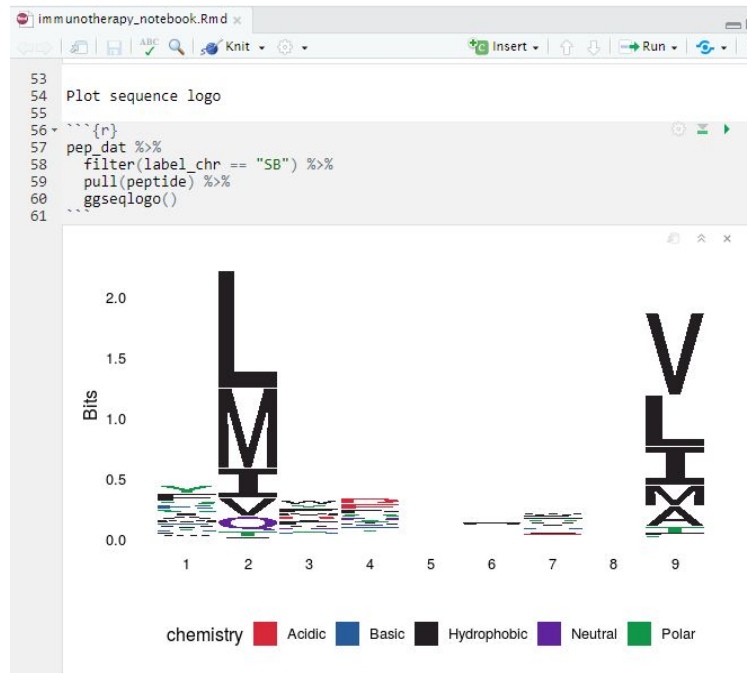 immunotherapy_notebook.Rmd ×
ABC Knit Insert Run
53
54 Plot sequence logo
55
56 ```{r}
57 pep_dat %>%
58 filter(label_chr == "SB") %>%
59 pull(peptide) %>%
60 ggseqlogo()
61 ```
2.0
1.5
1.0
0.5
0.0
Bits
L
M
I
V
Q
V
L
I
M
A
1 2 3 4 5 6 7 8 9
chemistry Acidic Basic Hydrophobic Neutral Polar